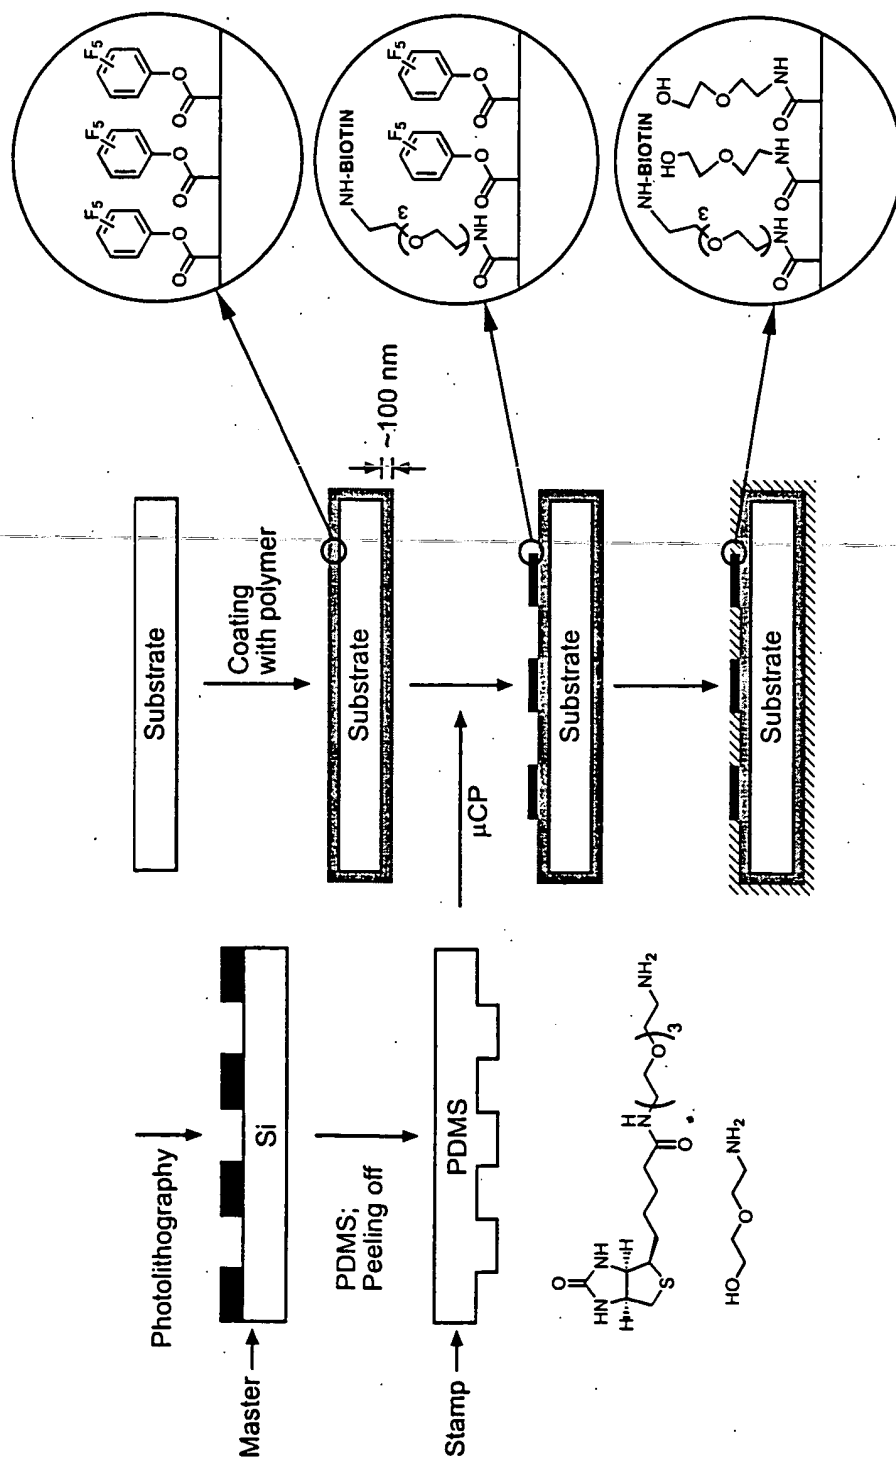 Photolithography
Master
Si
PDMS;
Peeling off
Stamp
PDMS
μCP
Substrate
Coating
with polymer
Substrate
~100 nm
Substrate
Substrate
F5
F5
F5
O
O
O
O
O
O
NH-BIOTIN
F5
F5
O
3
O
NH
O
O
O
O
NH-BIOTIN
HO
OH
O
3
O
O
O
NH
O
NH
O
NH
O
HN
NH
H
H
S
O
H
N
O
3
NH2
HO
O
NH2